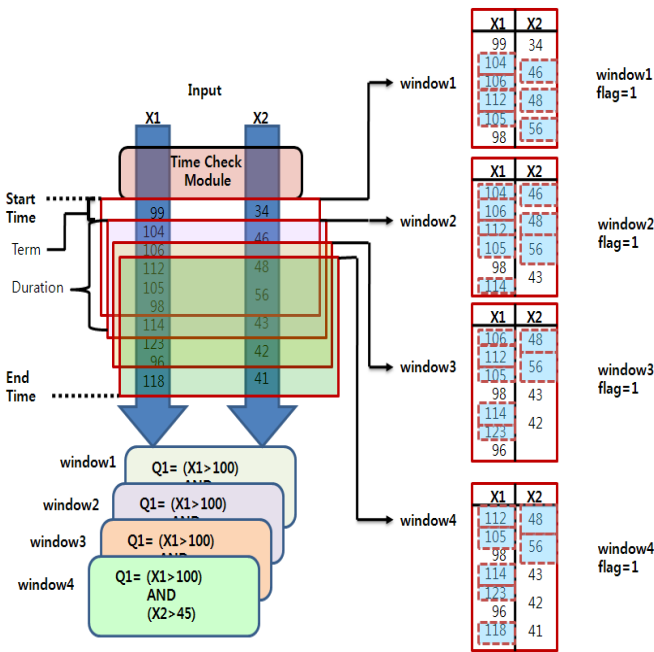 Input
X1 X2
Time Check
Module
Start
Time
Term
Duration
End
Time
99 34
104 46
106
112 48
105 56
98
114 43
123
96 42
118 41
window1
Q1= (X1>100)
AND
window2
Q1= (X1>100)
AND
window3
Q1= (X1>100)
AND
window4
Q1= (X1>100)
AND
(X2>45)
window1
X1 X2
99 34
104 46
106
112 48
105 56
98
window1
flag=1
window2
X1 X2
104 46
106
112 48
105 56
98 43
114
window2
flag=1
window3
X1 X2
106 48
112
105 56
98 43
114 42
123
96
window3
flag=1
window4
X1 X2
112 48
105 56
98
114 43
123 42
96
118 41
window4
flag=1